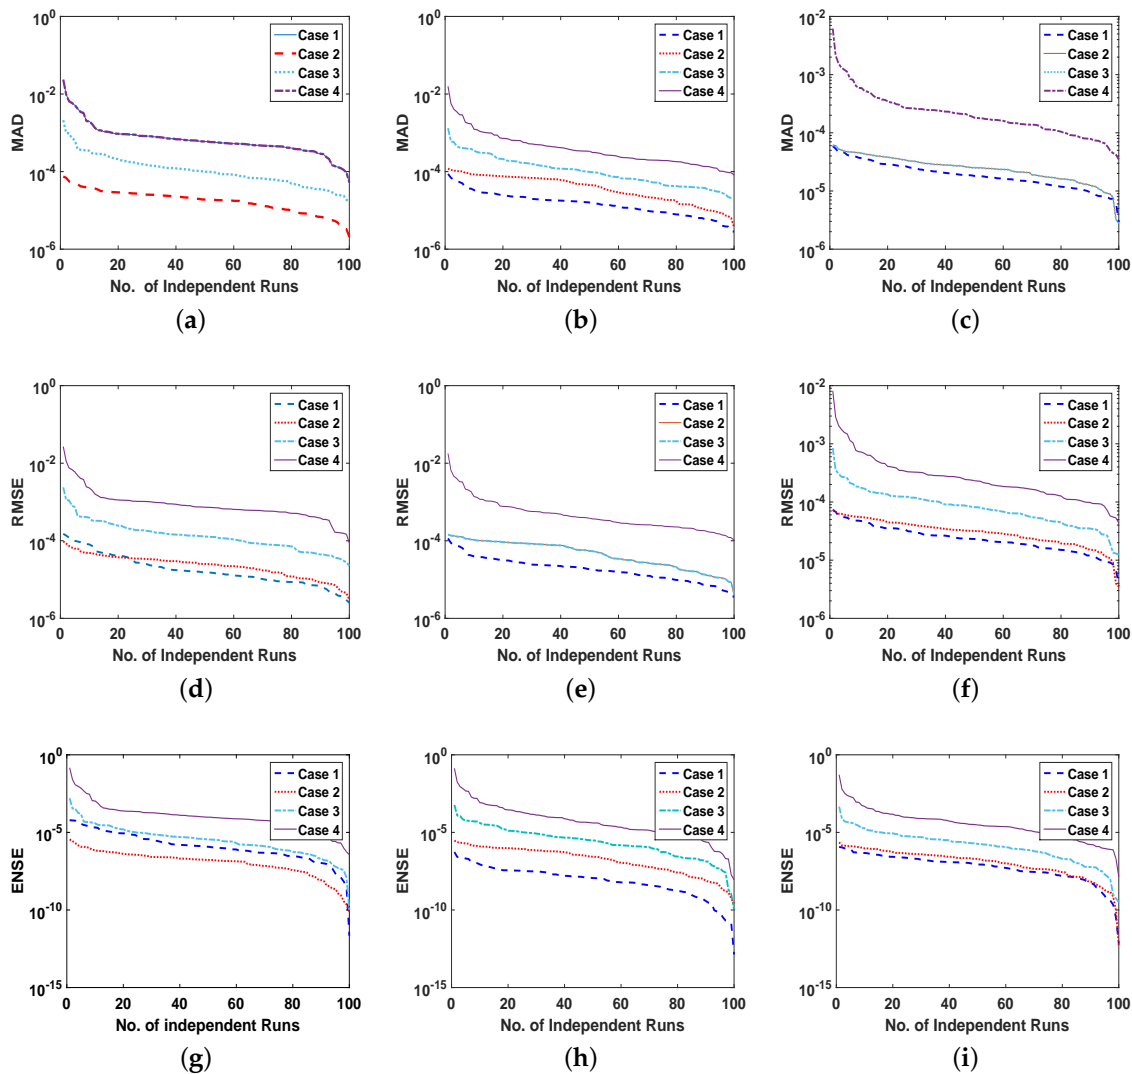 10^0
10^-2
10^-4
10^-6
MAD
0 20 40 60 80 100
No. of Independent Runs
Case 1
Case 2
Case 3
Case 4
(a)
10^0
10^-2
10^-4
10^-6
MAD
0 20 40 60 80 100
No. of Independent Runs
Case 1
Case 2
Case 3
Case 4
(b)
10^-2
10^-3
10^-4
10^-5
10^-6
MAD
0 20 40 60 80 100
No. of Independent Runs
Case 1
Case 2
Case 3
Case 4
(c)
10^0
10^-2
10^-4
10^-6
RMSE
0 20 40 60 80 100
No. of Independent Runs
Case 1
Case 2
Case 3
Case 4
(d)
10^0
10^-2
10^-4
10^-6
RMSE
0 20 40 60 80 100
No. of Independent Runs
Case 1
Case 2
Case 3
Case 4
(e)
10^-2
10^-3
10^-4
10^-5
10^-6
RMSE
0 20 40 60 80 100
No. of Independent Runs
Case 1
Case 2
Case 3
Case 4
(f)
10^0
10^-5
10^-10
10^-15
ENSE
0 20 40 60 80 100
No. of independent Runs
Case 1
Case 2
Case 3
Case 4
(g)
10^0
10^-5
10^-10
10^-15
ENSE
0 20 40 60 80 100
No. of Independent Runs
Case 1
Case 2
Case 3
Case 4
(h)
10^0
10^-5
10^-10
10^-15
ENSE
0 20 40 60 80 100
No. of Independent Runs
Case 1
Case 2
Case 3
Case 4
(i)